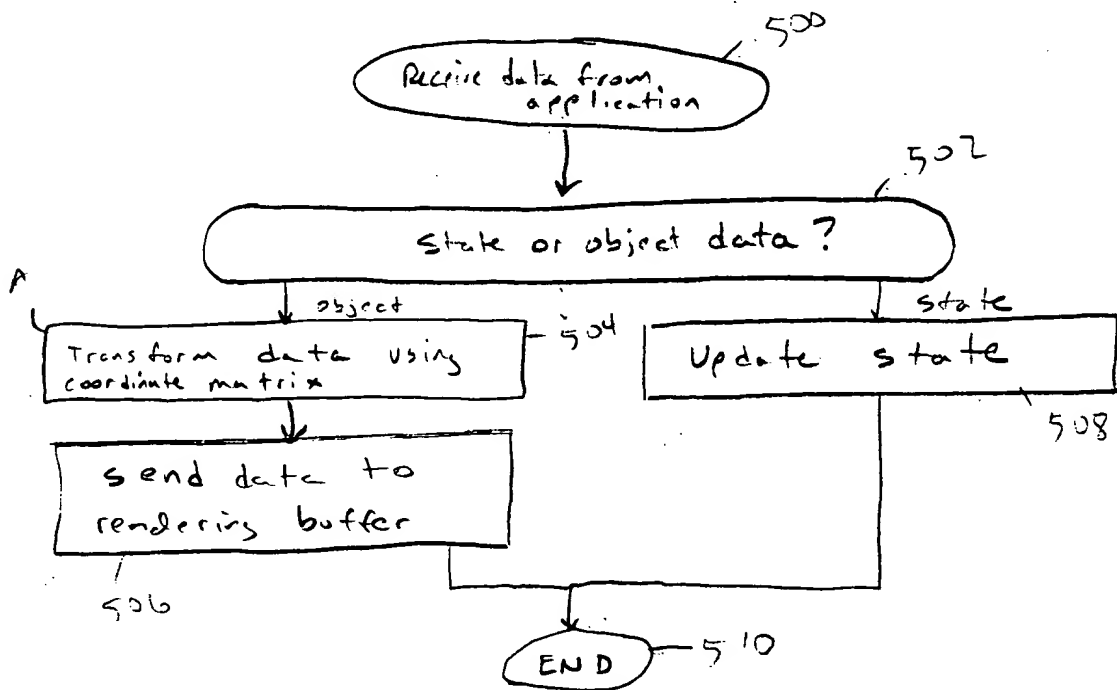 500
Receive data from
application
502
state or object data?
A
object
state
504
Transform data using
coordinate matrix
Update state
508
send data to
rendering buffer
506
END
510